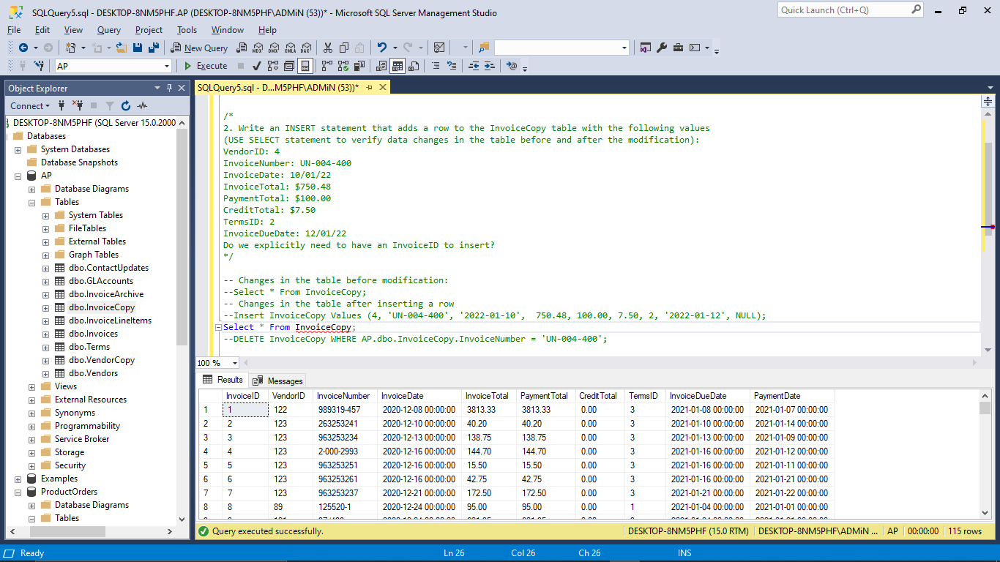 SQLQuery5.sql - DESKTOP-8NM5PHF.AP (DESKTOP-8NM5PHF\ADMiN (53))* - Microsoft SQL Server Management Studio
Quick Launch (Ctrl+Q)
File Edit View Query Project Tools Window Help
New Query MDX DMX XMLA DAX
AP Execute
Object Explorer
Connect
DESKTOP-8NM5PHF (SQL Server 15.0.2000
Databases
System Databases
Database Snapshots
AP
Database Diagrams
Tables
System Tables
FileTables
External Tables
Graph Tables
dbo.ContactUpdates
dbo.GLAccounts
dbo.InvoiceArchive
dbo.InvoiceCopy
dbo.InvoiceLineItems
dbo.Invoices
dbo.Terms
dbo.VendorCopy
dbo.Vendors
Views
External Resources
Synonyms
Programmability
Service Broker
Storage
Security
Examples
ProductOrders
Database Diagrams
Tables
SQLQuery5.sql - D...M5PHF\ADMiN (53))*
/*
2. Write an INSERT statement that adds a row to the InvoiceCopy table with the following values
(USE SELECT statement to verify data changes in the table before and after the modification):
VendorID: 4
InvoiceNumber: UN-004-400
InvoiceDate: 10/01/22
InvoiceTotal: $750.48
PaymentTotal: $100.00
CreditTotal: $7.50
TermsID: 2
InvoiceDueDate: 12/01/22
Do we explicitly need to have an InvoiceID to insert?
*/
-- Changes in the table before modification:
--Select * From InvoiceCopy;
-- Changes in the table after inserting a row
--Insert InvoiceCopy Values (4, 'UN-004-400', '2022-01-10',  750.48, 100.00, 7.50, 2, '2022-01-12', NULL);
Select * From InvoiceCopy;
--DELETE InvoiceCopy WHERE AP.dbo.InvoiceCopy.InvoiceNumber = 'UN-004-400';
100 %
Results Messages
InvoiceID VendorID InvoiceNumber InvoiceDate InvoiceTotal PaymentTotal CreditTotal TermsID InvoiceDueDate PaymentDate
1 1 122 989319-457 2020-12-08 00:00:00 3813.33 3813.33 0.00 3 2021-01-08 00:00:00 2021-01-07 00:00:00
2 2 123 263253241 2020-12-10 00:00:00 40.20 40.20 0.00 3 2021-01-10 00:00:00 2021-01-14 00:00:00
3 3 123 963253234 2020-12-13 00:00:00 138.75 138.75 0.00 3 2021-01-13 00:00:00 2021-01-09 00:00:00
4 4 123 2-000-2993 2020-12-16 00:00:00 144.70 144.70 0.00 3 2021-01-16 00:00:00 2021-01-12 00:00:00
5 5 123 963253251 2020-12-16 00:00:00 15.50 15.50 0.00 3 2021-01-16 00:00:00 2021-01-11 00:00:00
6 6 123 963253261 2020-12-16 00:00:00 42.75 42.75 0.00 3 2021-01-16 00:00:00 2021-01-21 00:00:00
7 7 123 963253237 2020-12-21 00:00:00 172.50 172.50 0.00 3 2021-01-21 00:00:00 2021-01-22 00:00:00
8 8 89 125520-1 2020-12-24 00:00:00 95.00 95.00 0.00 1 2021-01-04 00:00:00 2021-01-01 00:00:00
Query executed successfully. DESKTOP-8NM5PHF (15.0 RTM) DESKTOP-8NM5PHF\ADMiN ... AP 00:00:00 115 rows
Ready Ln 26 Col 26 Ch 26 INS